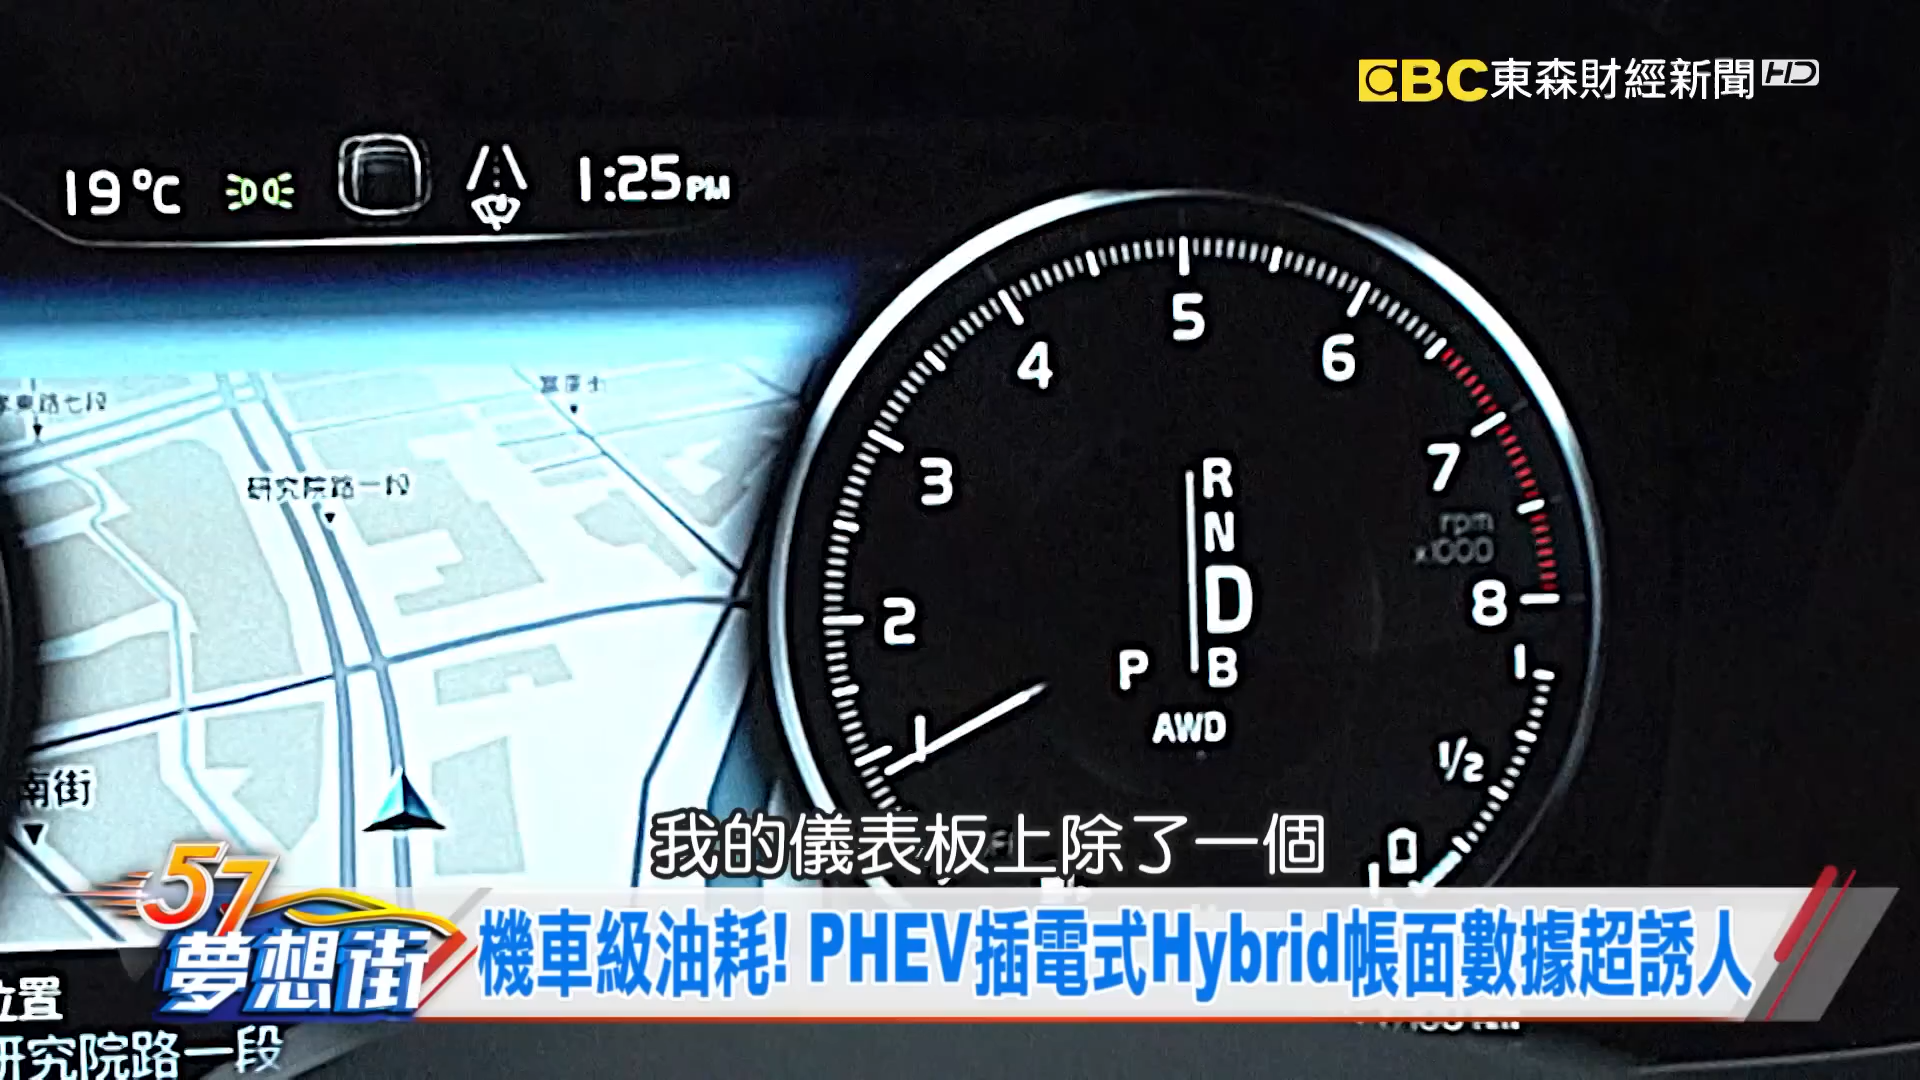 EBC東森財經新聞HD
19°C
1:25PM
研究院路一段
南街
4
5
6
3
7
rpm
x1000
2
8
1
R
N
D
B
P
AWD
1
1/2
我的儀表板上除了一個
57
夢想街
機車級油耗! PHEV插電式Hybrid帳面數據超誘人
位置
研究院路一段